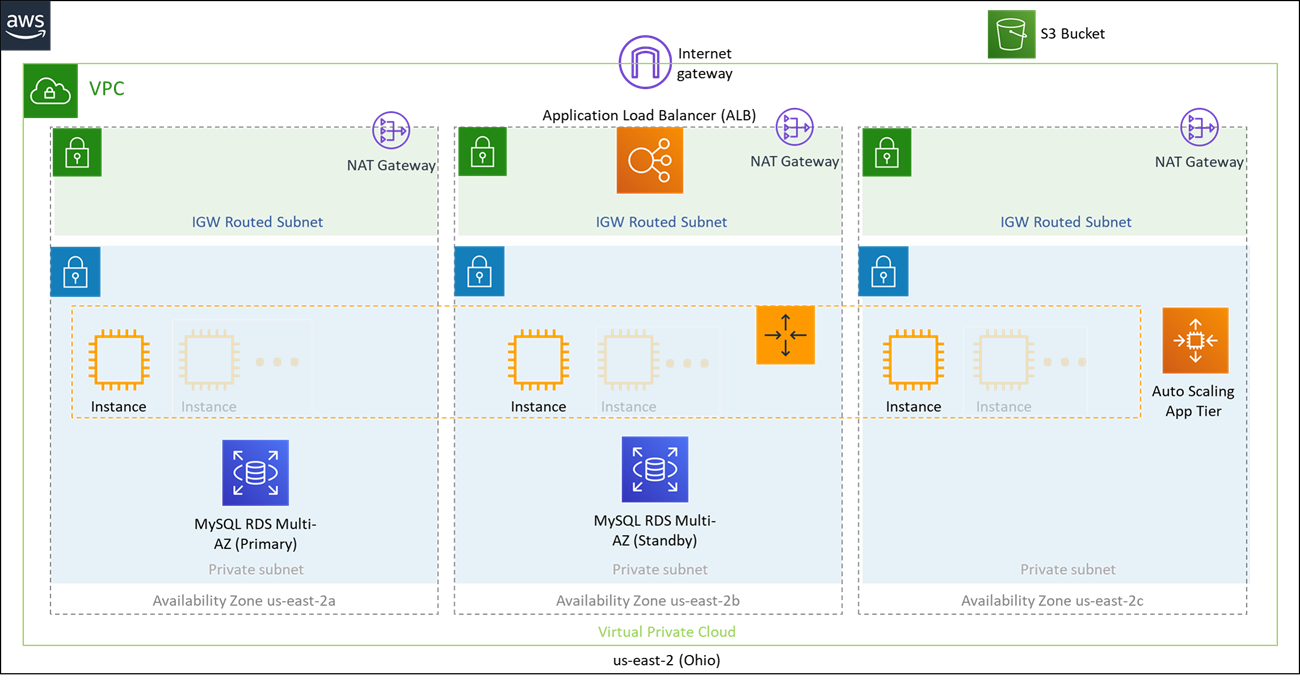 aws
S3 Bucket
Internet
gateway
VPC
Application Load Balancer (ALB)
NAT Gateway
NAT Gateway
NAT Gateway
IGW Routed Subnet
IGW Routed Subnet
IGW Routed Subnet
Instance
Instance
Instance
Instance
Instance
Instance
Auto Scaling
App Tier
MySQL RDS Multi-
AZ (Primary)
MySQL RDS Multi-
AZ (Standby)
Private subnet
Private subnet
Private subnet
Availability Zone us-east-2a
Availability Zone us-east-2b
Availability Zone us-east-2c
Virtual Private Cloud
us-east-2 (Ohio)